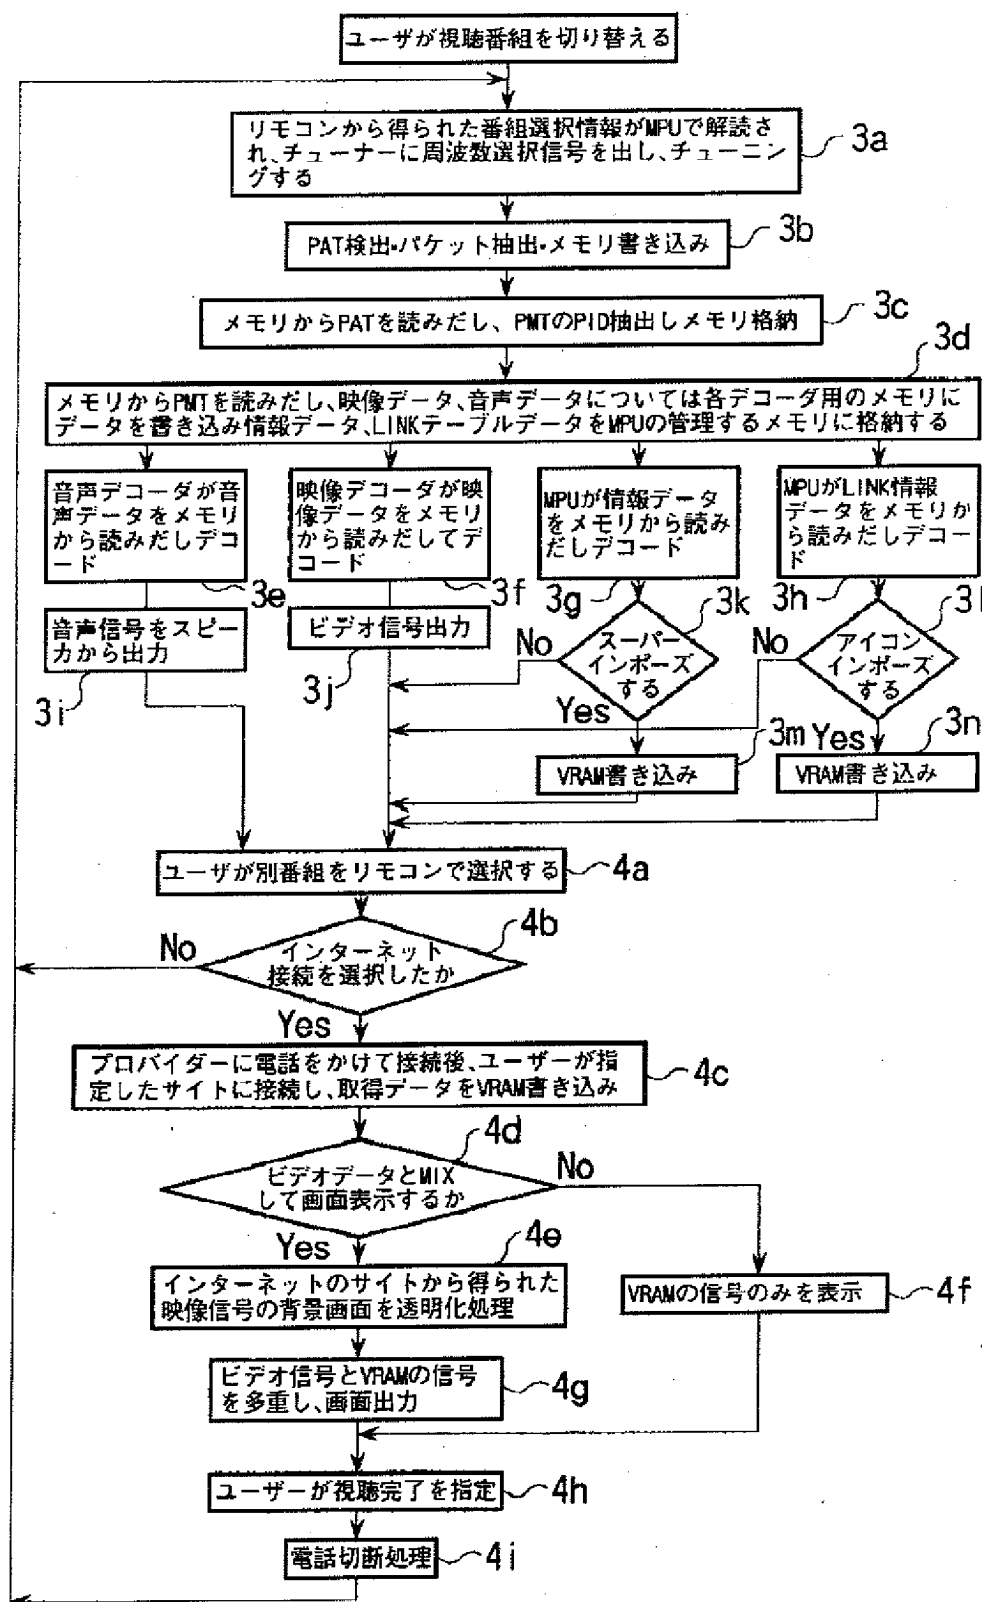 ユーザが視聴番組を切り替える
リモコンから得られた番組選択情報がMPUで解読さ
れ、チューナーに周波数選択信号を出し、チューニン
グする
3a
PAT検出・パケット抽出・メモリ書き込み
3b
メモリからPATを読みだし、PMTのPID抽出しメモリ格納
3c
3d
メモリからPMTを読みだし、映像データ、音声データについては各デコーダ用のメモリに
データを書き込み情報データ、LINKテーブルデータをMPUの管理するメモリに格納する
音声デコーダが音
声データをメモリ
から読みだしデコ
ード
3e
映像デコーダが映
像データをメモリ
から読みだしてデ
コード
3f
MPUが情報データ
をメモリから読み
だしデコード
3g
MPUがLINK情報
データをメモリか
ら読みだしデコー
ド
3h
音声信号をスピー
カから出力
3i
ビデオ信号出力
3j
No
スーパー
インポーズ
する
3k
Yes
No
アイコン
インポーズ
する
3l
Yes
3m
VRAM書き込み
3n
VRAM書き込み
ユーザが別番組をリモコンで選択する
4a
4b
No
インターネット
接続を選択したか
Yes
プロバイダーに電話をかけて接続後、ユーザーが指
定したサイトに接続し、取得データをVRAM書き込み
4c
4d
No
ビデオデータとMIX
して画面表示するか
Yes
4e
インターネットのサイトから得られた
映像信号の背景画面を透明化処理
VRAMの信号のみを表示
4f
ビデオ信号とVRAMの信号
を多重し、画面出力
4g
ユーザーが視聴完了を指定
4h
電話切断処理
4i